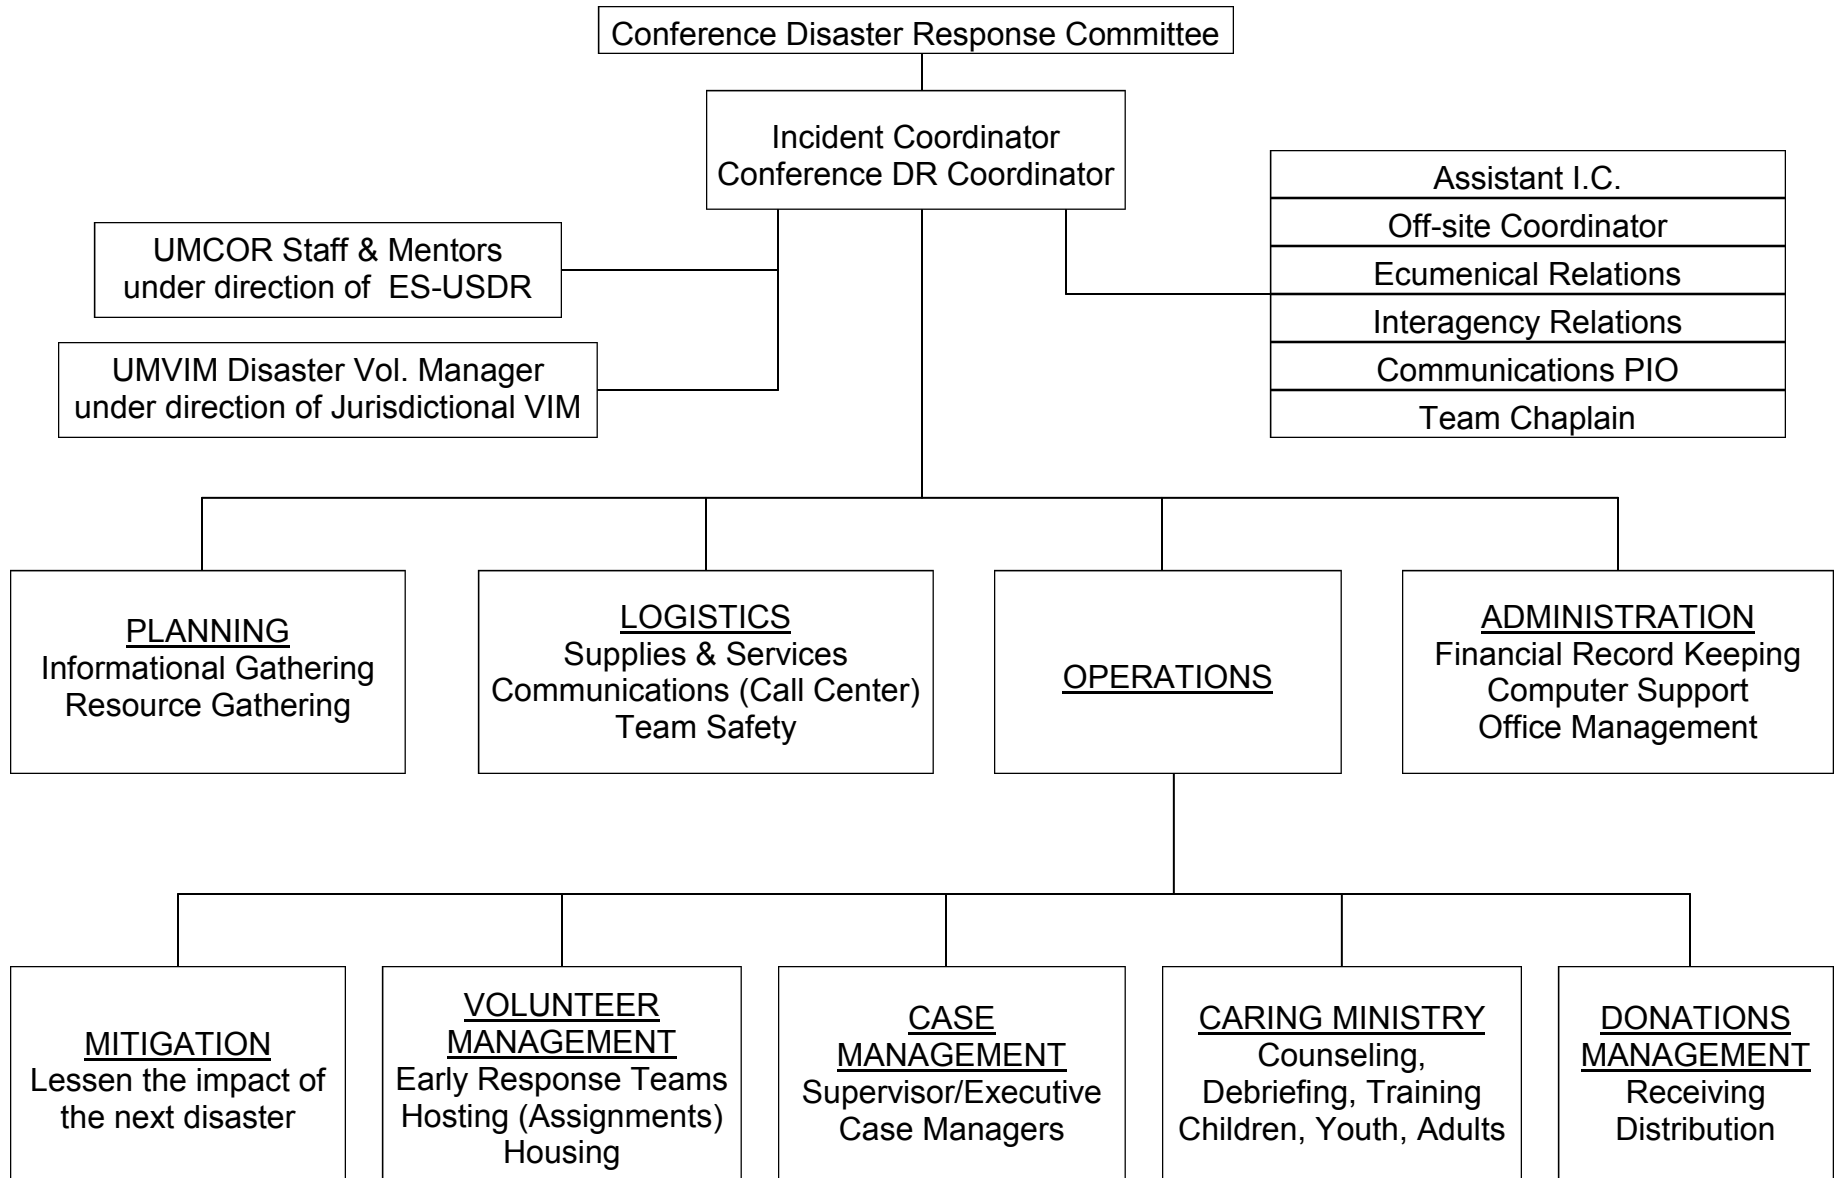 Conference Disaster Response Committee
Incident Coordinator
Conference DR Coordinator
Assistant I.C.
Off-site Coordinator
Ecumenical Relations
Interagency Relations
Communications PIO
Team Chaplain
UMCOR Staff & Mentors
under direction of  ES-USDR
UMVIM Disaster Vol. Manager
under direction of Jurisdictional VIM
PLANNING
Informational Gathering
Resource Gathering
LOGISTICS
Supplies & Services
Communications (Call Center)
Team Safety
OPERATIONS
ADMINISTRATION
Financial Record Keeping
Computer Support
Office Management
MITIGATION
Lessen the impact of
the next disaster
VOLUNTEER
MANAGEMENT
Early Response Teams
Hosting (Assignments)
Housing
CASE
MANAGEMENT
Supervisor/Executive
Case Managers
CARING MINISTRY
Counseling,
Debriefing, Training
Children, Youth, Adults
DONATIONS
MANAGEMENT
Receiving
Distribution